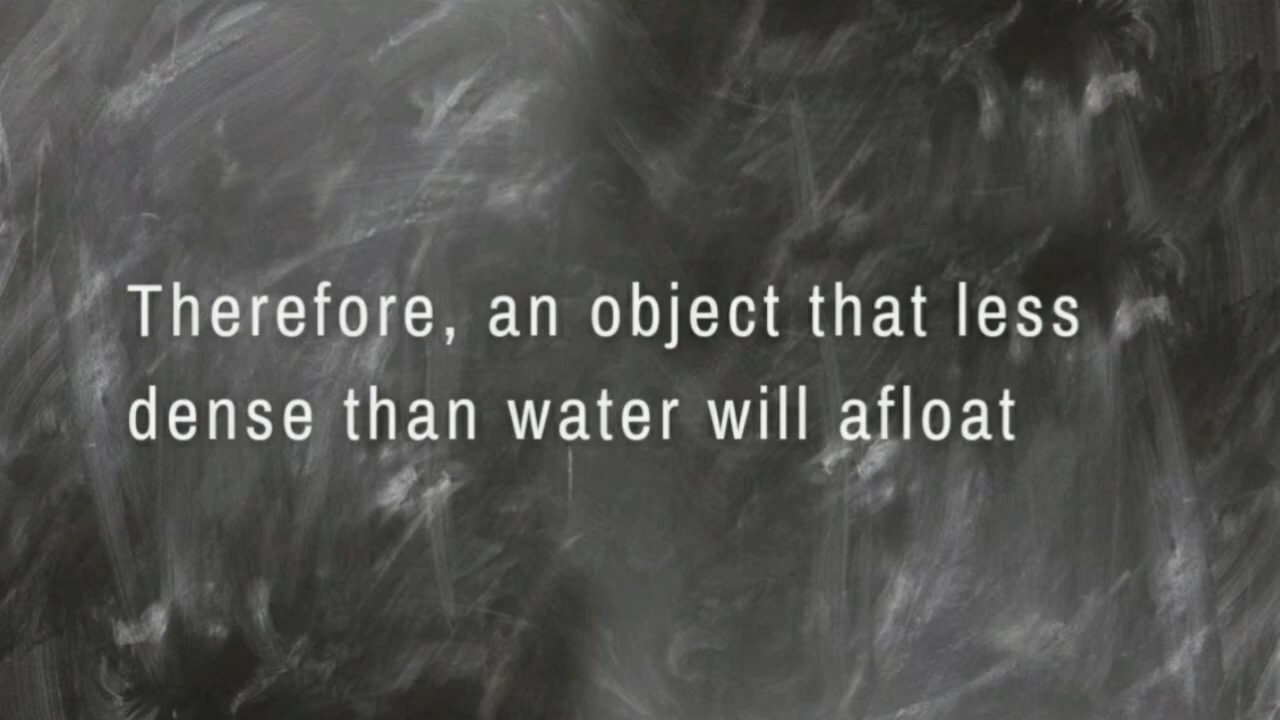 Therefore, an object that less
dense than water will afloat